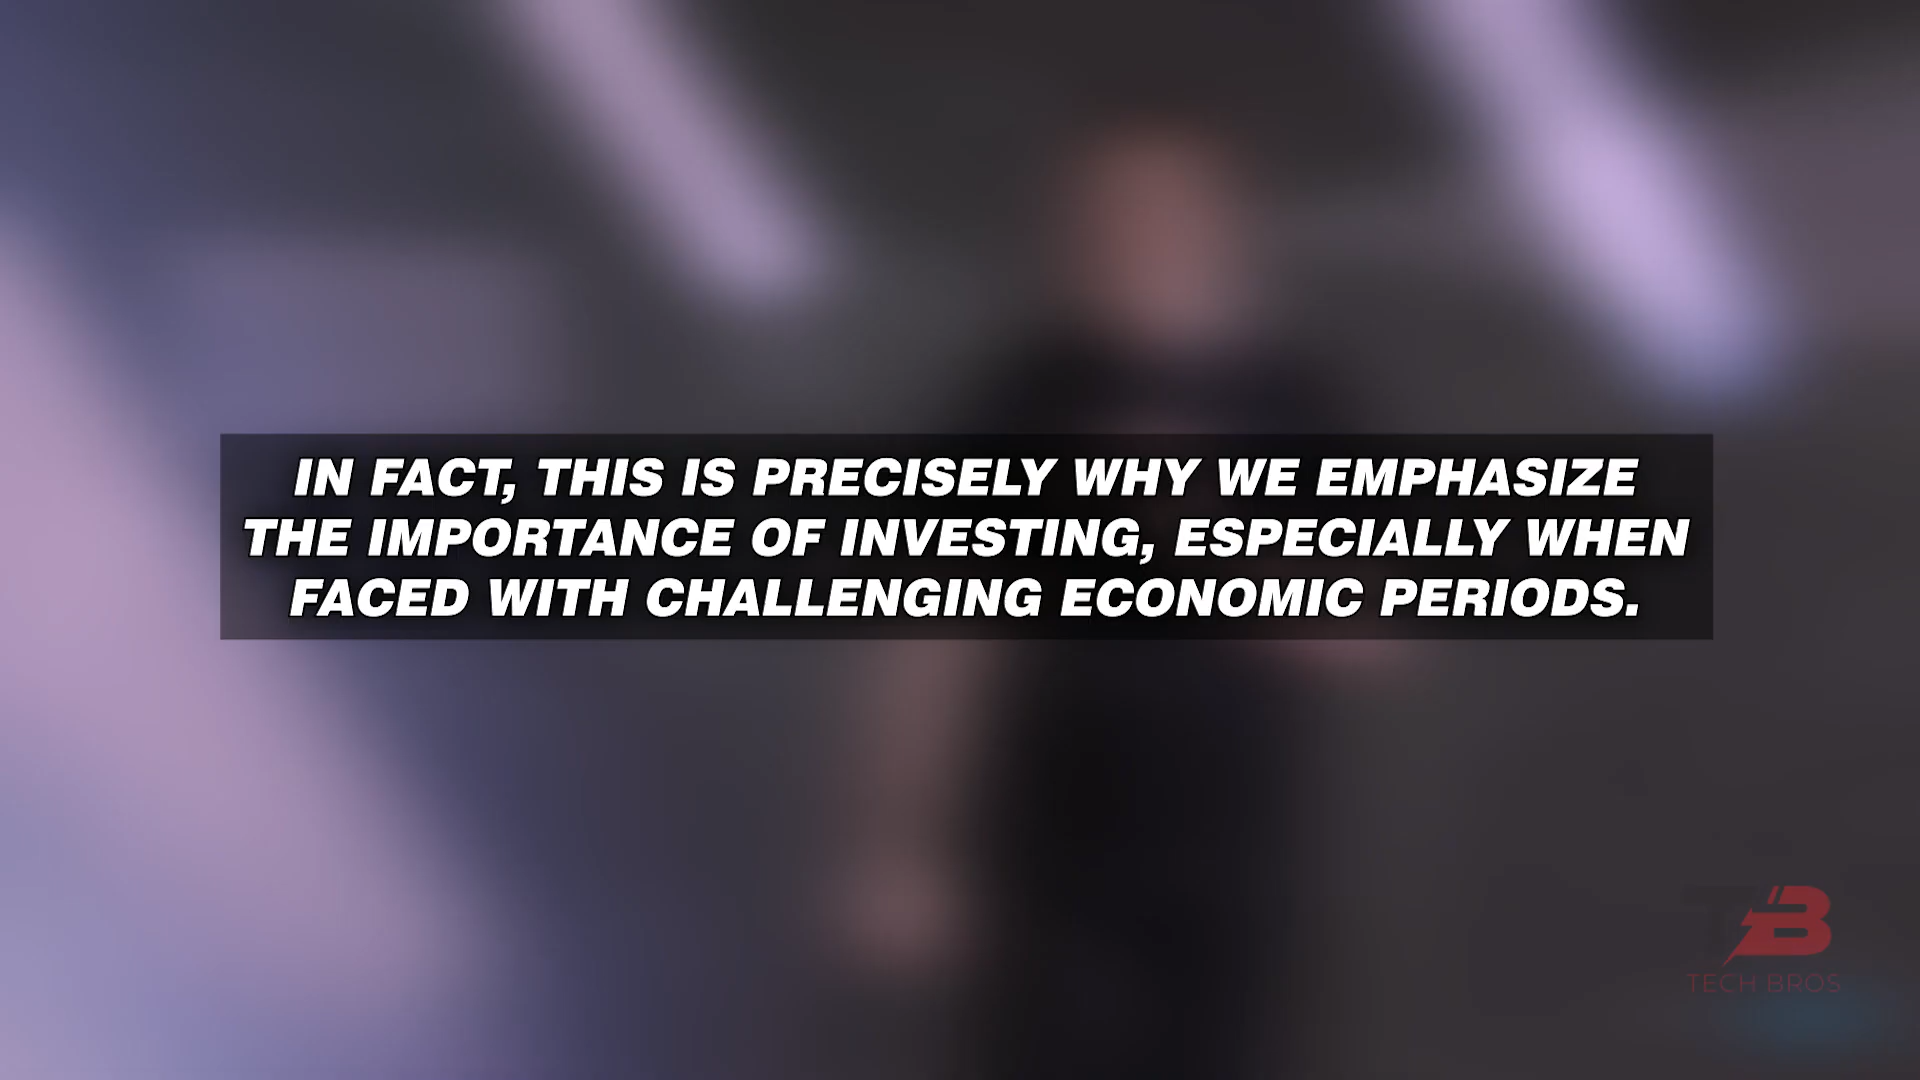 IN FACT, THIS IS PRECISELY WHY WE EMPHASIZE
THE IMPORTANCE OF INVESTING, ESPECIALLY WHEN
FACED WITH CHALLENGING ECONOMIC PERIODS.
TB
TECH BROS